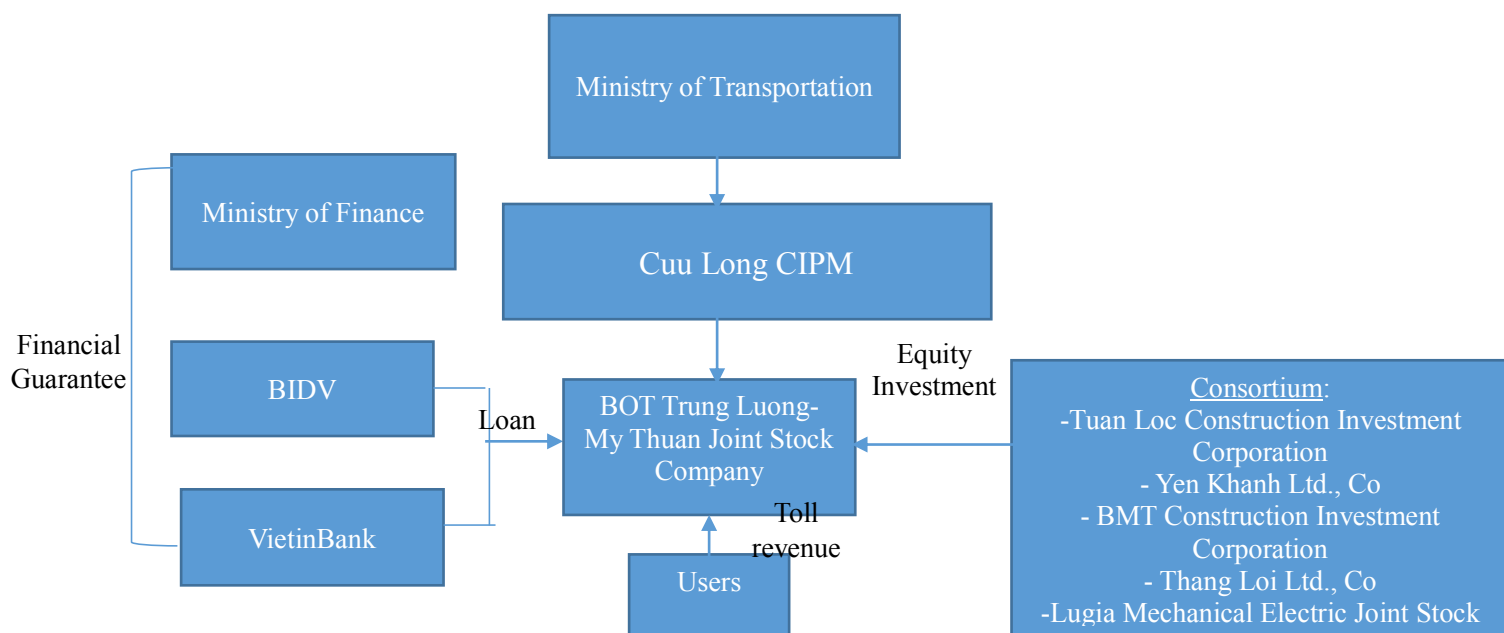 Ministry of Transportation
Ministry of Finance
Cuu Long CIPM
Financial
Guarantee
BIDV
Loan
VietinBank
BOT Trung Luong-
My Thuan Joint Stock
Company
Equity
Investment
Toll
revenue
Users
Consortium:
-Tuan Loc Construction Investment
Corporation
- Yen Khanh Ltd., Co
- BMT Construction Investment
Corporation
- Thang Loi Ltd., Co
-Lugia Mechanical Electric Joint Stock